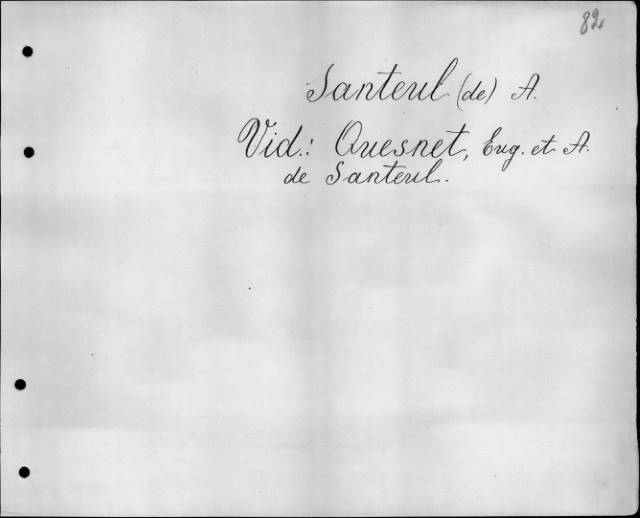 82
Santeul (de) A.
Vid.: Quesnet, Eug. et A.
de Santeul.